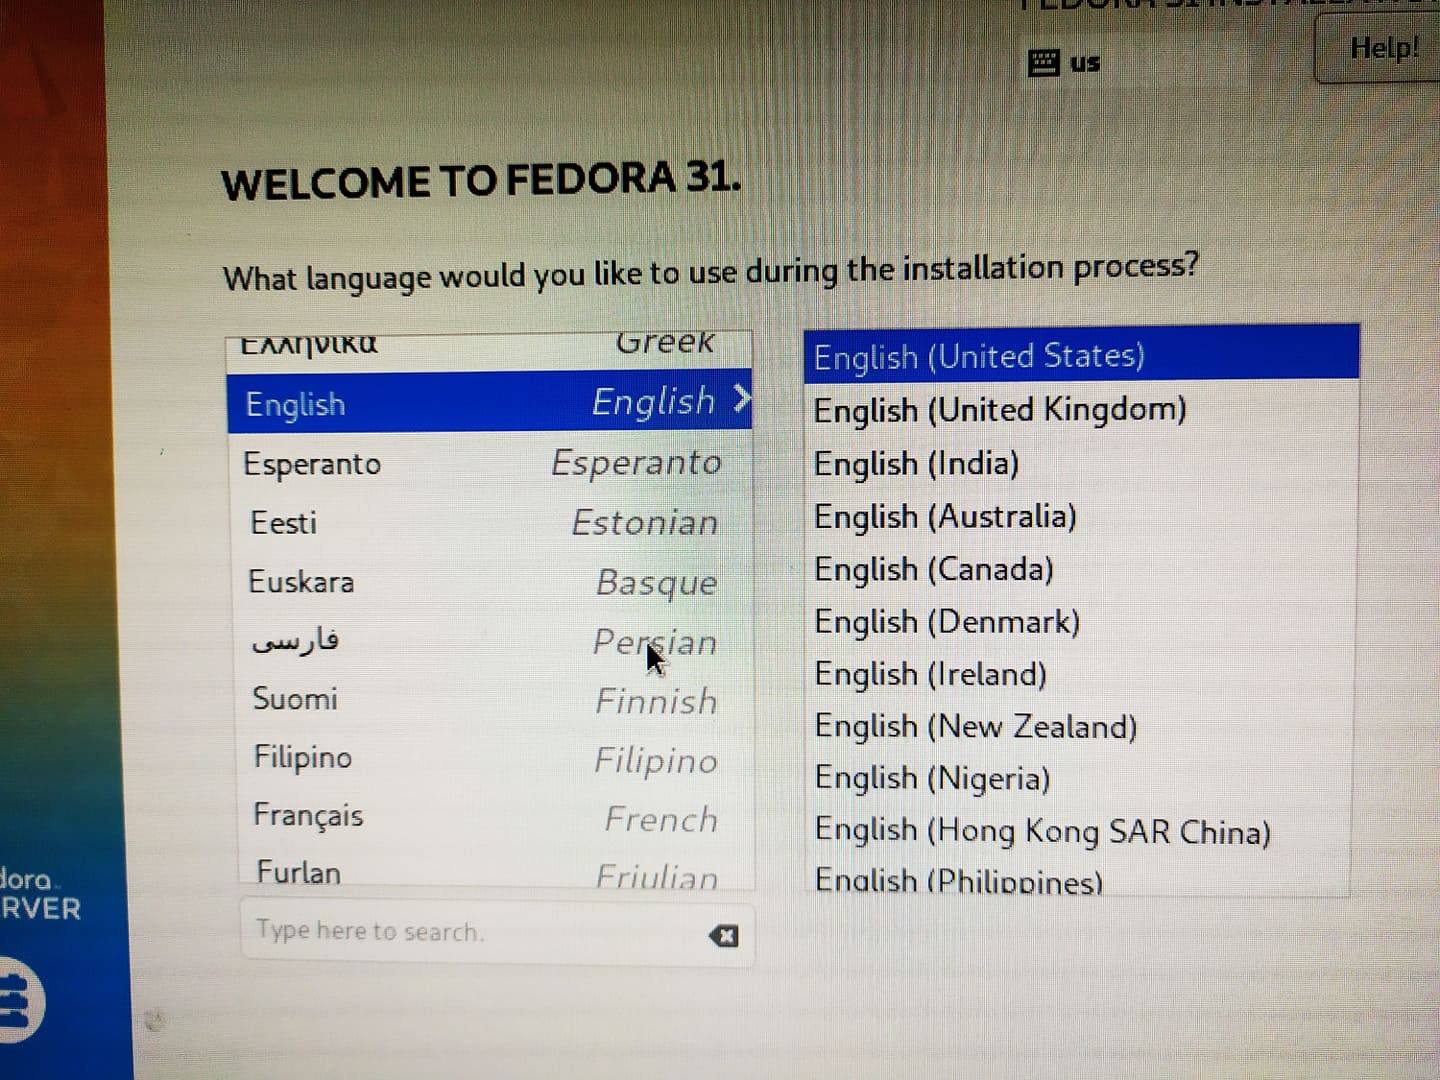 FEDORA 31 INSTALLATION
us
Help!
WELCOME TO FEDORA 31.
What language would you like to use during the installation process?
Ελληνικά Greek
English English
Esperanto Esperanto
Eesti Estonian
Euskara Basque
فارسی Persian
Suomi Finnish
Filipino Filipino
Français French
Furlan Friulian
Type here to search.
English (United States)
English (United Kingdom)
English (India)
English (Australia)
English (Canada)
English (Denmark)
English (Ireland)
English (New Zealand)
English (Nigeria)
English (Hong Kong SAR China)
English (Philippines)
dora
RVER